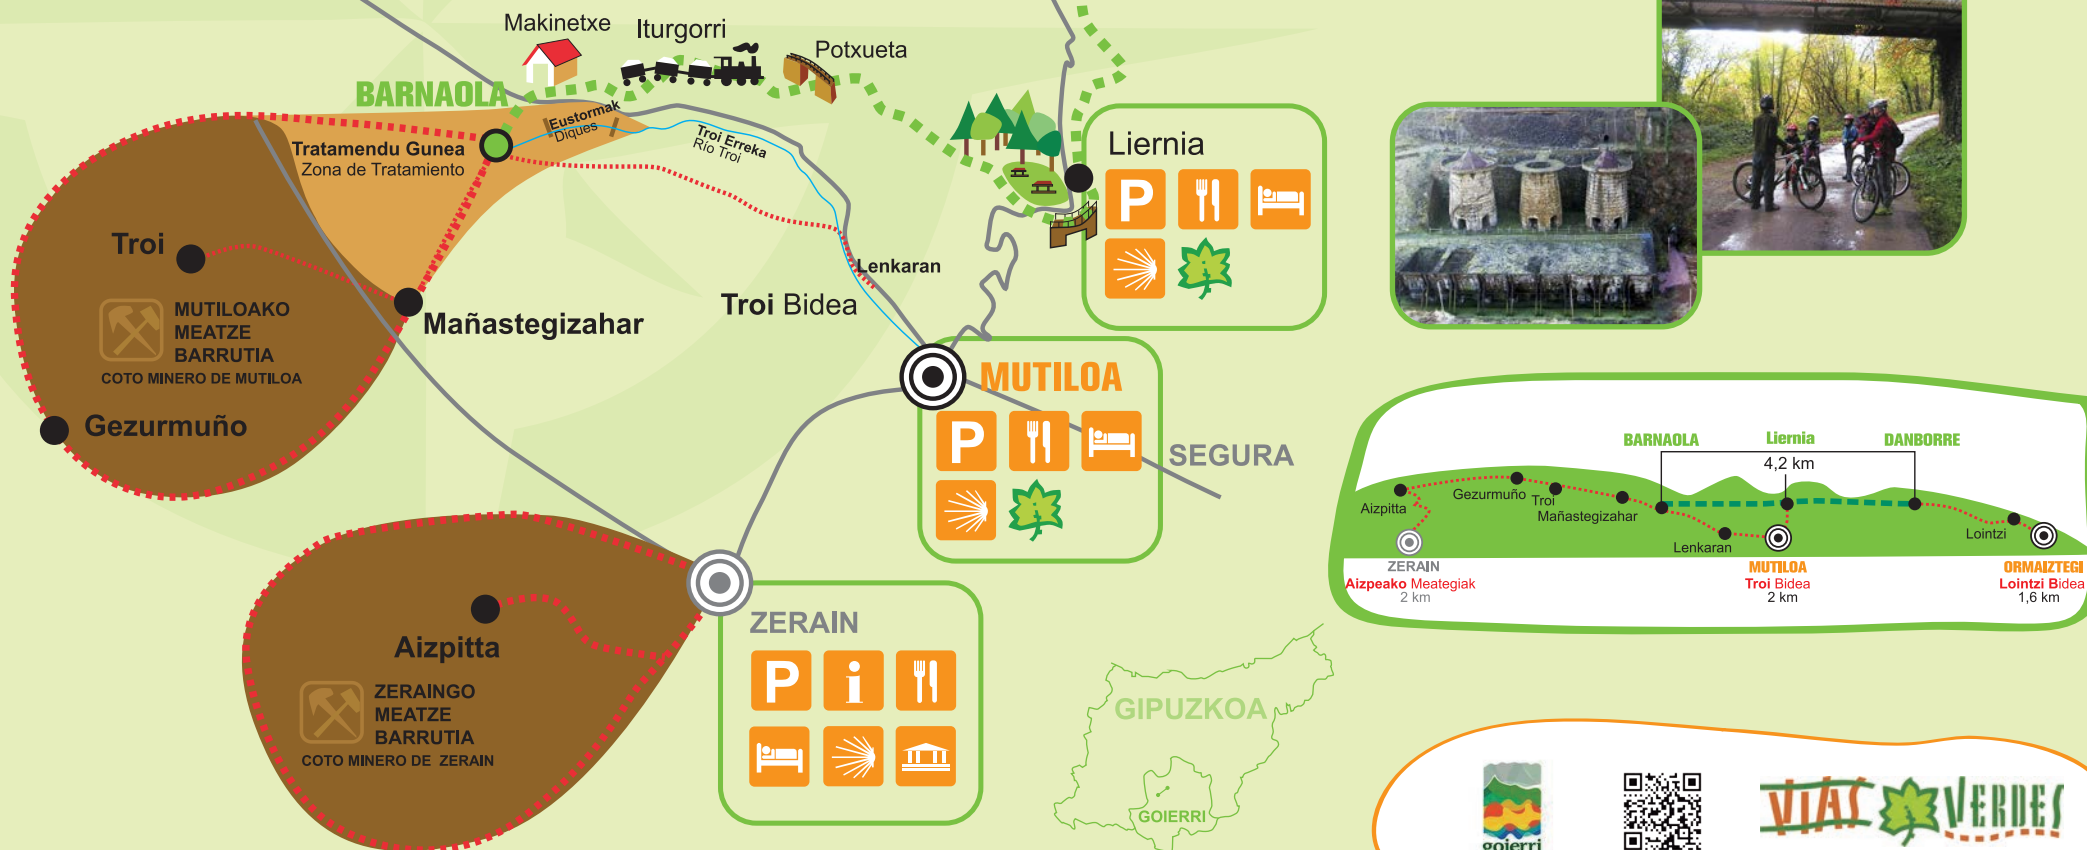 Makinetxe
Iturgorri
Potxueta
BARNAOLA
Eustormak
Diques
Troi Erreka
Río Troi
Tratamendu Gunea
Zona de Tratamiento
Liernia
P
Troi
Lenkaran
Troi Bidea
MUTILOAKO
MEATZE
BARRUTIA
COTO MINERO DE MUTILOA
Mañastegizahar
Gezurmuño
MUTILOA
P
SEGURA
ZERAIN
P i
Aizpitta
ZERAINGO
MEATZE
BARRUTIA
COTO MINERO DE ZERAIN
GIPUZKOA
GOIERRI
BARNAOLA
Liernia
DANBORRE
4,2 km
Aizpitta
Gezurmuño
Troi
Mañastegizahar
Lenkaran
Lointzi
ZERAIN
Aizpeako Meategiak
2 km
MUTILOA
Troi Bidea
2 km
ORMAIZTEGI
Lointzi Bidea
1,6 km
goierri
VIAS VERDES